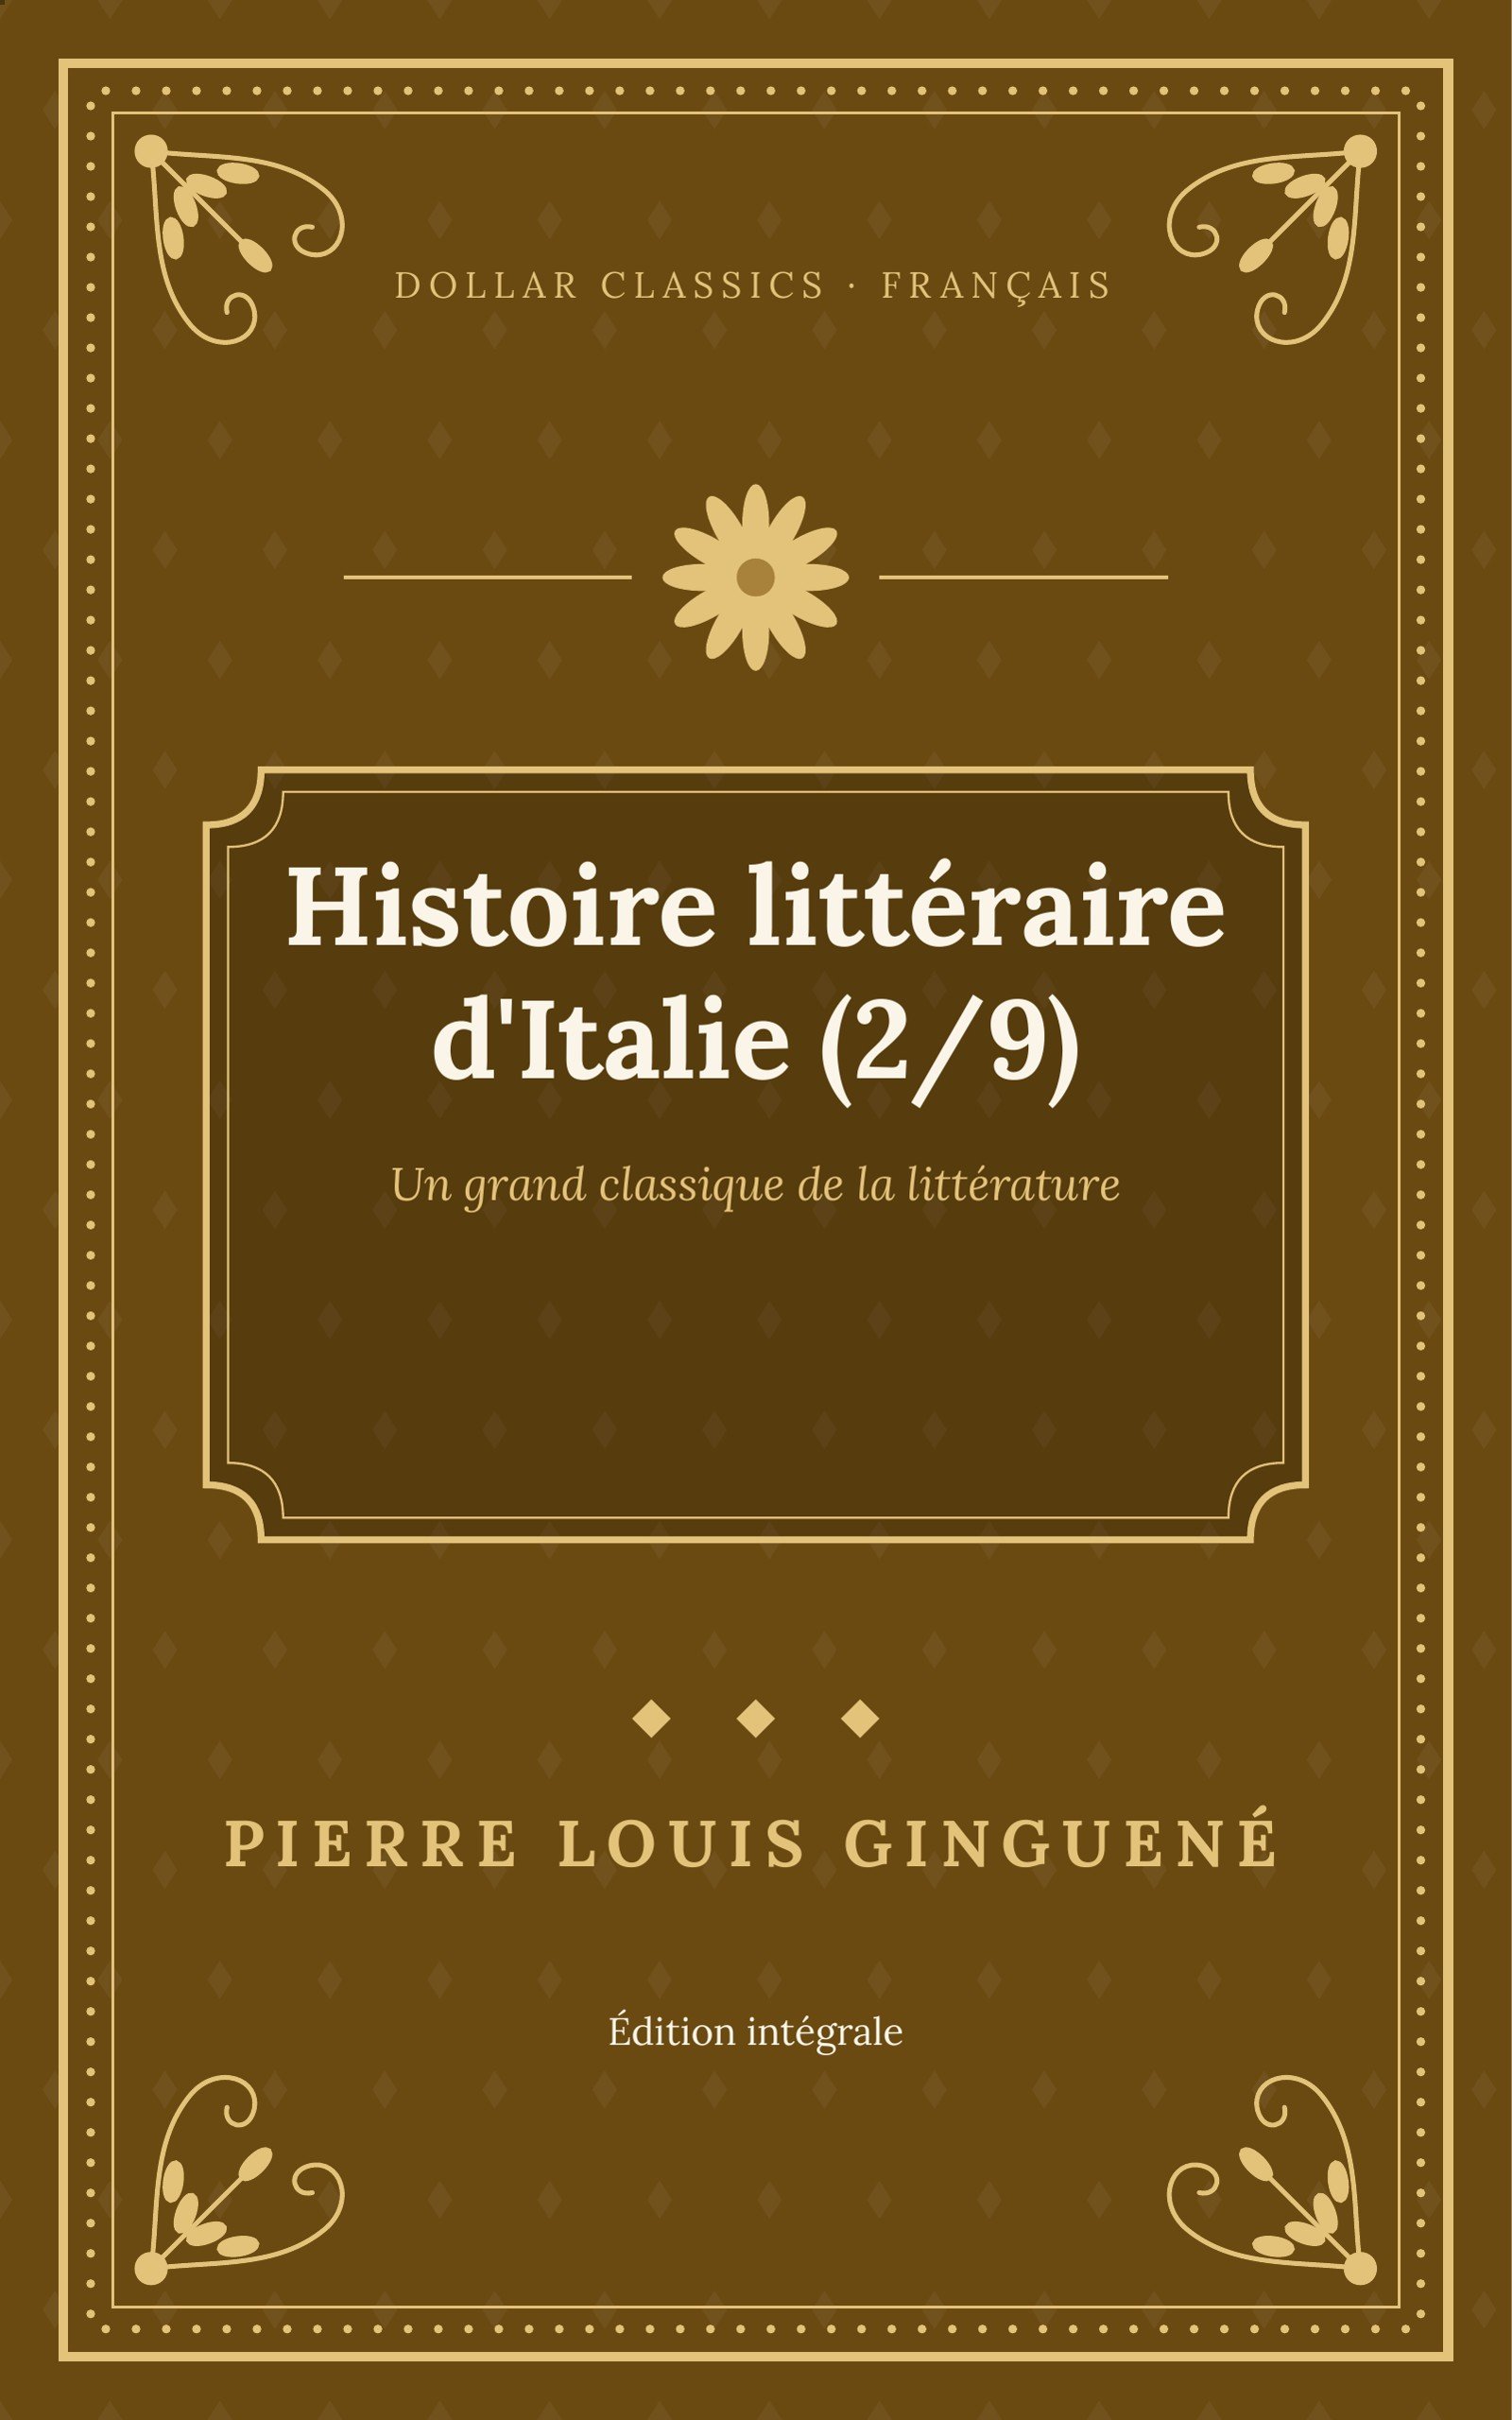 DOLLAR CLASSICS · FRANÇAIS
Histoire littéraire
d'Italie (2/9)
Un grand classique de la littérature
PIERRE LOUIS GINGUENÉ
Édition intégrale